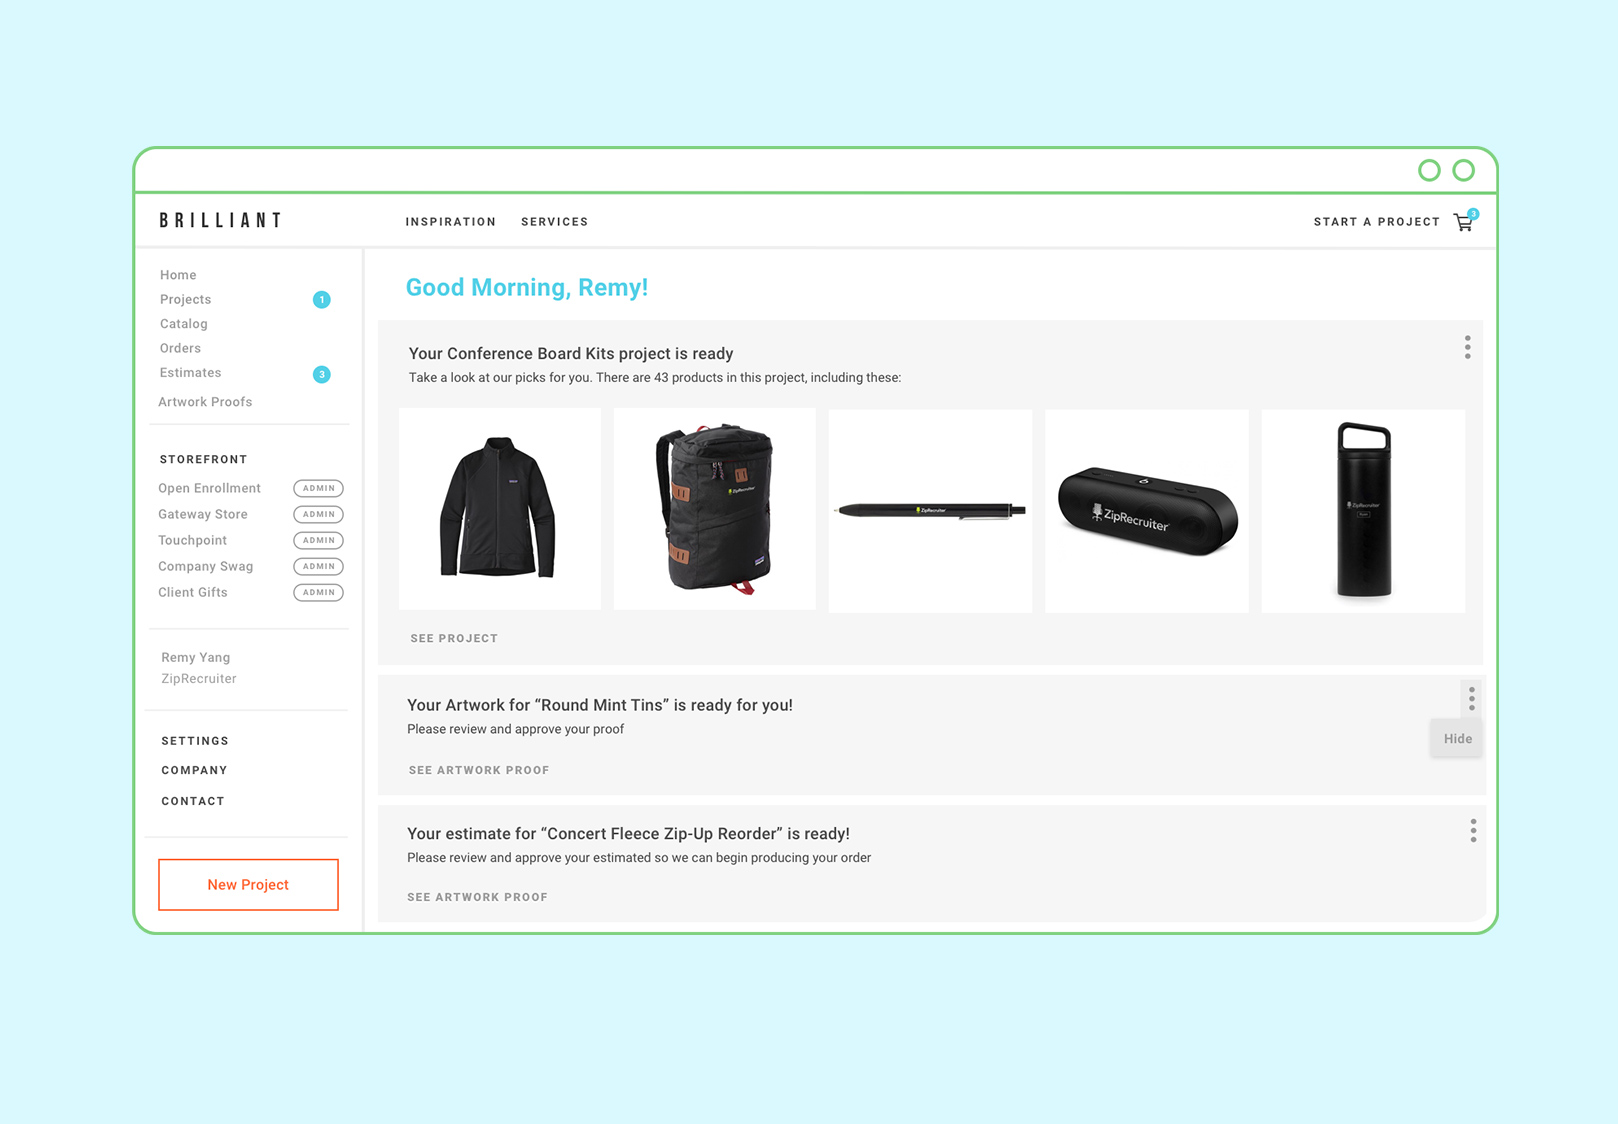 BRILLIANT
INSPIRATION
SERVICES
START A PROJECT
3
Home
Projects
1
Catalog
Orders
Estimates
3
Artwork Proofs
STOREFRONT
Open Enrollment
ADMIN
Gateway Store
ADMIN
Touchpoint
ADMIN
Company Swag
ADMIN
Client Gifts
ADMIN
Remy Yang
ZipRecruiter
SETTINGS
COMPANY
CONTACT
New Project
Good Morning, Remy!
Your Conference Board Kits project is ready
Take a look at our picks for you. There are 43 products in this project, including these:
ZipRecruiter
ZipRecruiter
ZipRecruiter
ZipRecruiter
SEE PROJECT
Your Artwork for “Round Mint Tins” is ready for you!
Please review and approve your proof
SEE ARTWORK PROOF
Hide
Your estimate for “Concert Fleece Zip-Up Reorder” is ready!
Please review and approve your estimated so we can begin producing your order
SEE ARTWORK PROOF